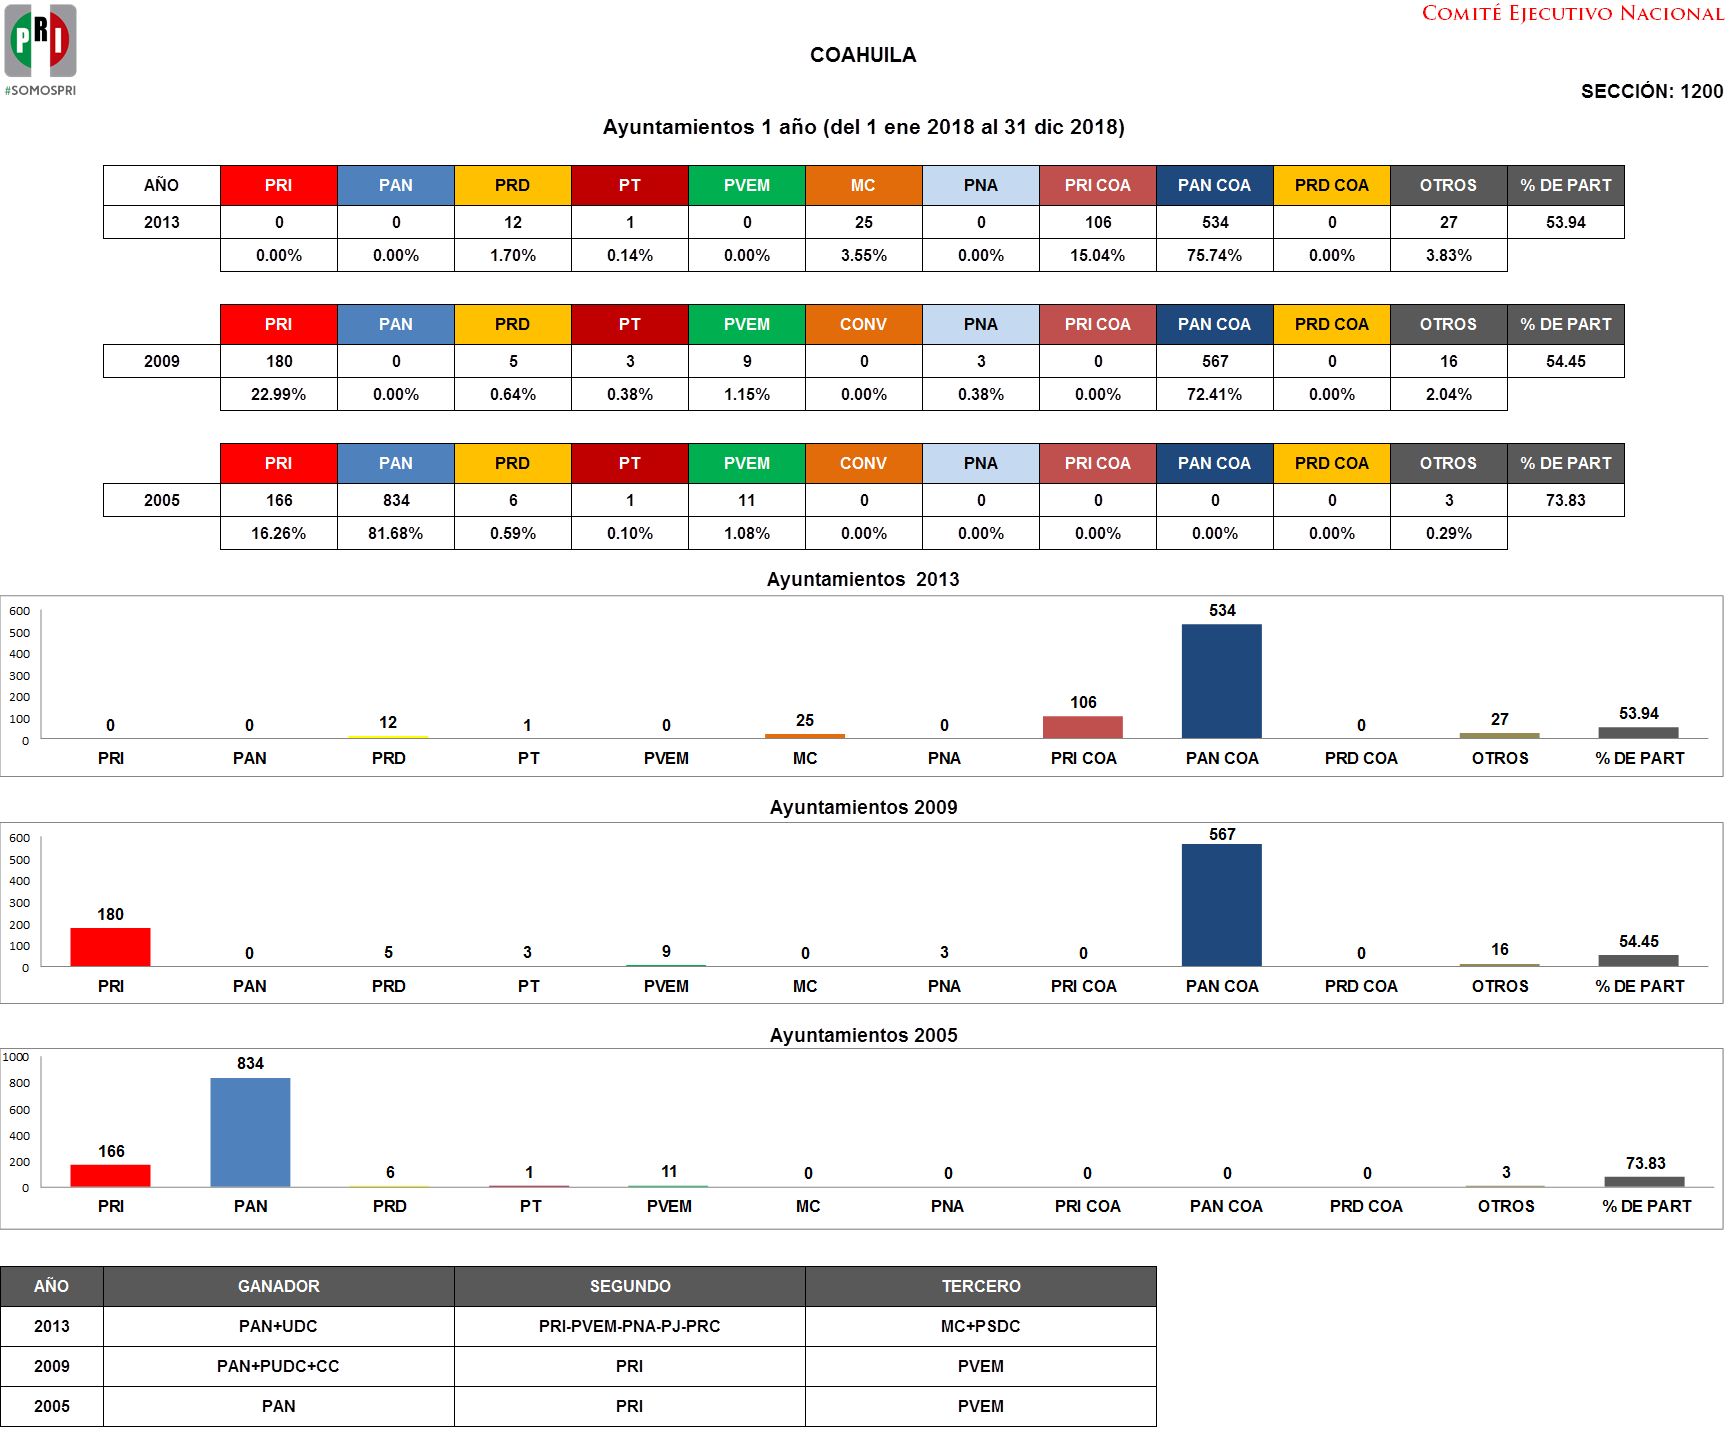 PRI
#SOMOSPRI
COMITÉ EJECUTIVO NACIONAL
COAHUILA
SECCIÓN: 1200
Ayuntamientos 1 año (del 1 ene 2018 al 31 dic 2018)
AÑO PRI PAN PRD PT PVEM MC PNA PRI COA PAN COA PRD COA OTROS % DE PART
2013 0 0 12 1 0 25 0 106 534 0 27 53.94
0.00% 0.00% 1.70% 0.14% 0.00% 3.55% 0.00% 15.04% 75.74% 0.00% 3.83%
PRI PAN PRD PT PVEM CONV PNA PRI COA PAN COA PRD COA OTROS % DE PART
2009 180 0 5 3 9 0 3 0 567 0 16 54.45
22.99% 0.00% 0.64% 0.38% 1.15% 0.00% 0.38% 0.00% 72.41% 0.00% 2.04%
PRI PAN PRD PT PVEM CONV PNA PRI COA PAN COA PRD COA OTROS % DE PART
2005 166 834 6 1 11 0 0 0 0 0 3 73.83
16.26% 81.68% 0.59% 0.10% 1.08% 0.00% 0.00% 0.00% 0.00% 0.00% 0.29%
Ayuntamientos 2013
600
500
400
300
200
100
0
0 0 12 1 0 25 0 106 534 0 27 53.94
PRI PAN PRD PT PVEM MC PNA PRI COA PAN COA PRD COA OTROS % DE PART
Ayuntamientos 2009
600
500
400
300
200
100
0
180 0 5 3 9 0 3 0 567 0 16 54.45
PRI PAN PRD PT PVEM MC PNA PRI COA PAN COA PRD COA OTROS % DE PART
Ayuntamientos 2005
1000
800
600
400
200
0
166 834 6 1 11 0 0 0 0 0 3 73.83
PRI PAN PRD PT PVEM MC PNA PRI COA PAN COA PRD COA OTROS % DE PART
AÑO GANADOR SEGUNDO TERCERO
2013 PAN+UDC PRI-PVEM-PNA-PJ-PRC MC+PSDC
2009 PAN+PUDC+CC PRI PVEM
2005 PAN PRI PVEM